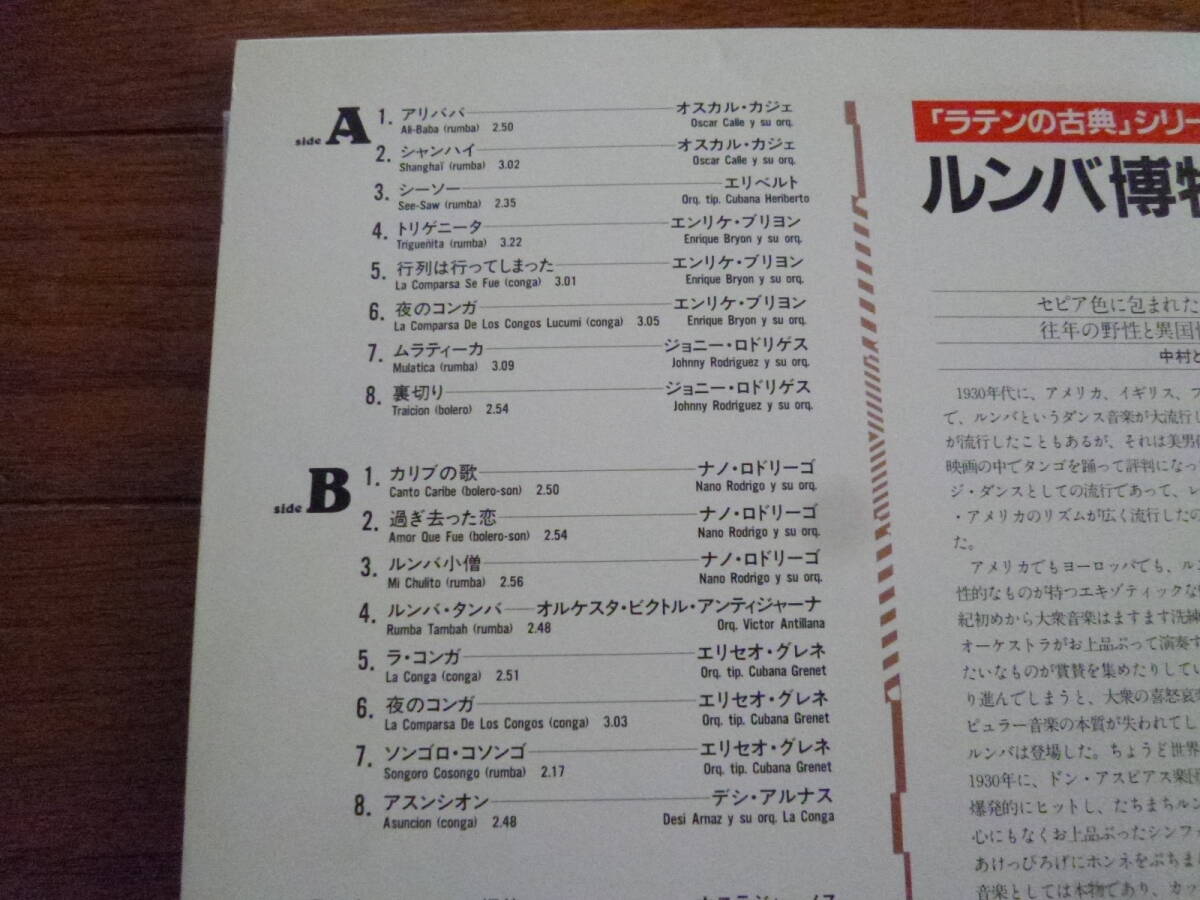 side A
1. アリババ オスカル・カジェ
Ali-Baba (rumba) 2.50 Oscar Calle y su orq.
2. シャンハイ オスカル・カジェ
Shanghaï (rumba) 3.02 Oscar Calle y su orq.
3. シーソー エリベルト
See-Saw (rumba) 2.35 Orq. tip. Cubana Heriberto
4. トリゲニータ エンリケ・ブリヨン
Trigueñita (rumba) 3.22 Enrique Bryon y su orq.
5. 行列は行ってしまった エンリケ・ブリヨン
La Comparsa Se Fue (conga) 3.01 Enrique Bryon y su orq.
6. 夜のコンガ エンリケ・ブリヨン
La Comparsa De Los Congos Lucumi (conga) 3.05 Enrique Bryon y su orq.
7. ムラティーカ ジョニー・ロドリゲス
Mulatica (rumba) 3.09 Johnny Rodriguez y su orq.
8. 裏切り ジョニー・ロドリゲス
Traicion (bolero) 2.54 Johnny Rodriguez y su orq.
side B
1. カリブの歌 ナノ・ロドリーゴ
Canto Caribe (bolero-son) 2.50 Nano Rodrigo y su orq.
2. 過ぎ去った恋 ナノ・ロドリーゴ
Amor Que Fue (bolero-son) 2.54 Nano Rodrigo y su orq.
3. ルンバ小僧 ナノ・ロドリーゴ
Mi Chulito (rumba) 2.56 Nano Rodrigo y su orq.
4. ルンバ・タンバ オルケスタ・ビクトル・アンティジャーナ
Rumba Tambah (rumba) 2.48 Orq. Victor Antillana
5. ラ・コンガ エリセオ・グレネ
La Conga (conga) 2.51 Orq. tip. Cubana Grenet
6. 夜のコンガ エリセオ・グレネ
La Comparsa De Los Congos (conga) 3.03 Orq. tip. Cubana Grenet
7. ソンゴロ・コソンゴ エリセオ・グレネ
Songoro Cosongo (rumba) 2.17 Orq. tip. Cubana Grenet
8. アスンシオン デシ・アルナス
Asuncion (conga) 2.48 Desi Arnaz y su orq. La Conga
「ラテンの古典」シリー
ルンバ博物
セピア色に包まれた
往年の野性と異国
中村と
1930年代に、アメリカ、イギリス、フ
で、ルンバというダンス音楽が大流行し
が流行したこともあるが、それは美男
映画の中でタンゴを踊って評判になっ
ジ・ダンスとしての流行であって、レ
・アメリカのリズムが広く流行したの
た。
アメリカでもヨーロッパでも、ルン
性的なものが持つエキゾティックな
紀初めから大衆音楽はますます洗練
オーケストラがお上品ぶって演奏す
たいなものが賞賛を集めたりしてい
り進んでしまうと、大衆の喜怒哀
ピュラー音楽の本質が失われてし
ルンバは登場した。ちょうど世界
1930年に、ドン・アスピアス楽団
爆発的にヒットし、たちまちルン
心にもなくお上品ぶったシンフォ
あけっぴろげにホンネをぶちま
音楽としては本物であり、カッ